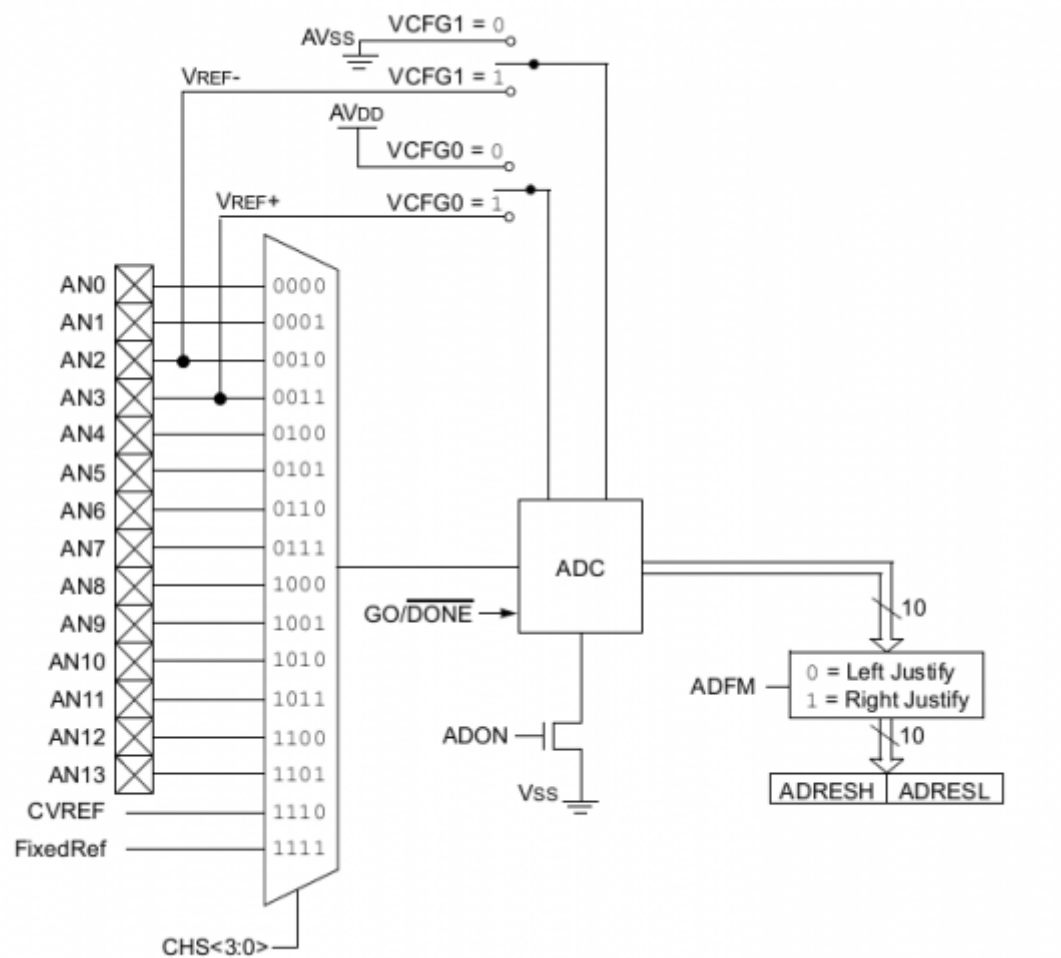 AVSS
VCFG1 = 0
VREF-
VCFG1 = 1
AVDD
VCFG0 = 0
VREF+
VCFG0 = 1
AN0
0000
AN1
0001
AN2
0010
AN3
0011
AN4
0100
AN5
0101
AN6
0110
AN7
0111
AN8
1000
AN9
1001
AN10
1010
AN11
1011
AN12
1100
AN13
1101
CVREF
1110
FixedRef
1111
CHS<3:0>
ADC
GO/DONE
ADON
VSS
10
ADFM
0 = Left Justify
1 = Right Justify
10
ADRESH
ADRESL